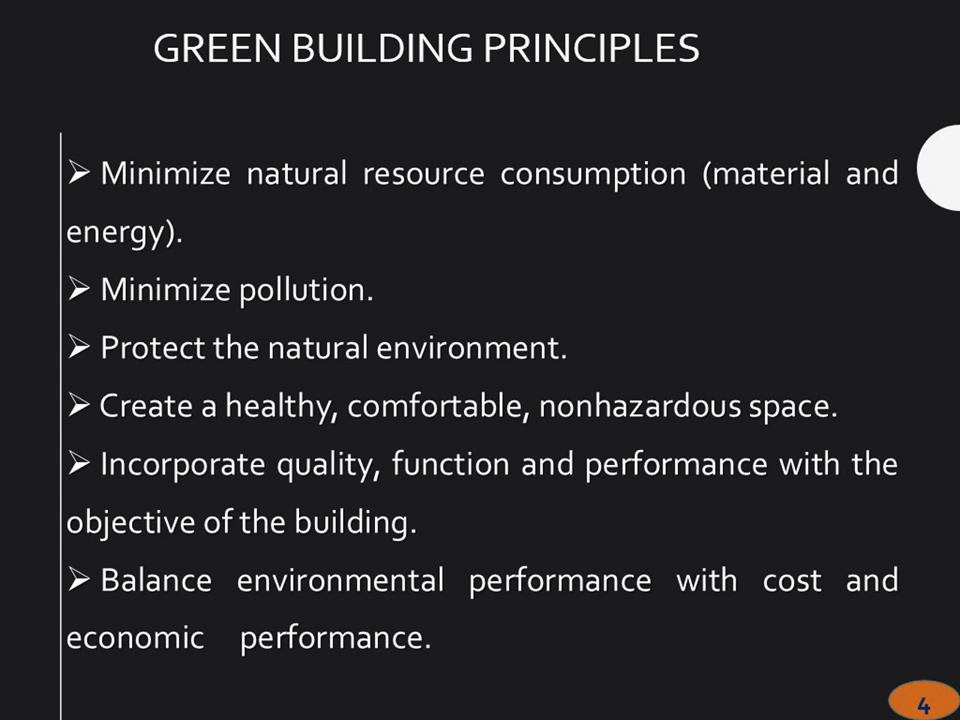 GREEN BUILDING PRINCIPLES
➢ Minimize natural resource consumption (material and
energy).
➢ Minimize pollution.
➢ Protect the natural environment.
➢ Create a healthy, comfortable, nonhazardous space.
➢ Incorporate quality, function and performance with the
objective of the building.
➢ Balance environmental performance with cost and
economic performance.
4